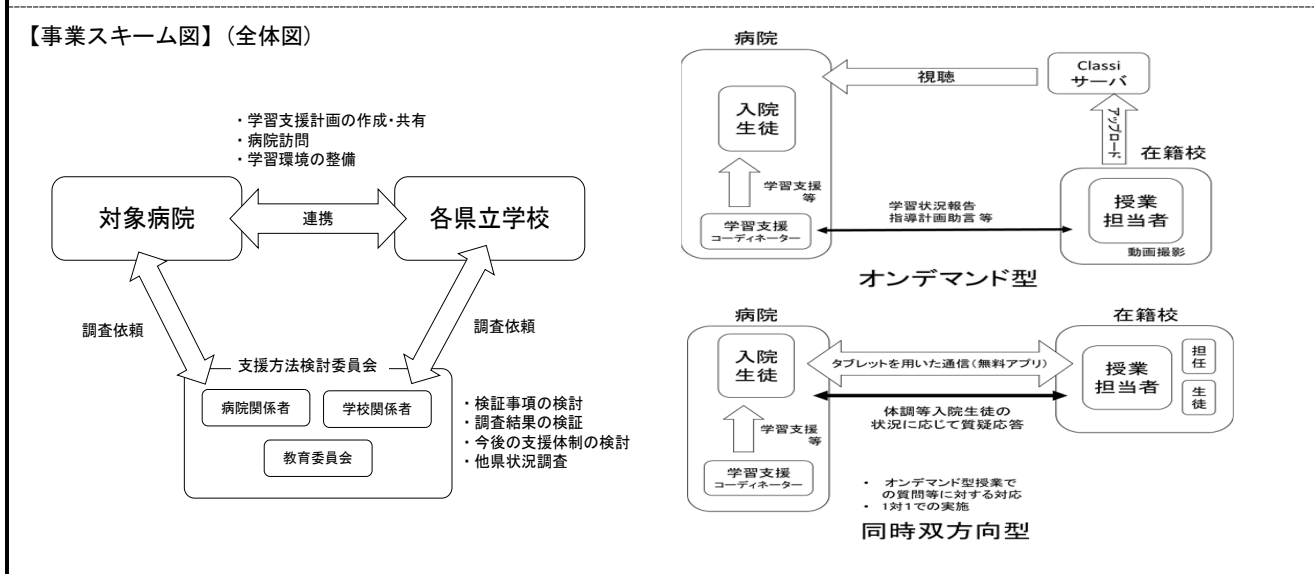 【事業スキーム図】(全体図)
・学習支援計画の作成・共有
・病院訪問
・学習環境の整備
対象病院
連携
各県立学校
調査依頼
調査依頼
支援方法検討委員会
病院関係者
学校関係者
教育委員会
・検証事項の検討
・調査結果の検証
・今後の支援体制の検討
・他県状況調査
病院
視聴
Classi
サーバ
入院
生徒
アップロード
在籍校
学習支援
等
学習状況報告
指導計画助言 等
授業
担当者
学習支援
コーディネーター
動画撮影
オンデマンド型
病院
在籍校
入院
生徒
タブレットを用いた通信(無料アプリ)
授業
担当者
担任
生徒
体調等入院生徒の
状況に応じて質疑応答
学習支援
等
学習支援
コーディネーター
・ オンデマンド型授業で
の質問等に対する対応
・ 1対1での実施
同時双方向型